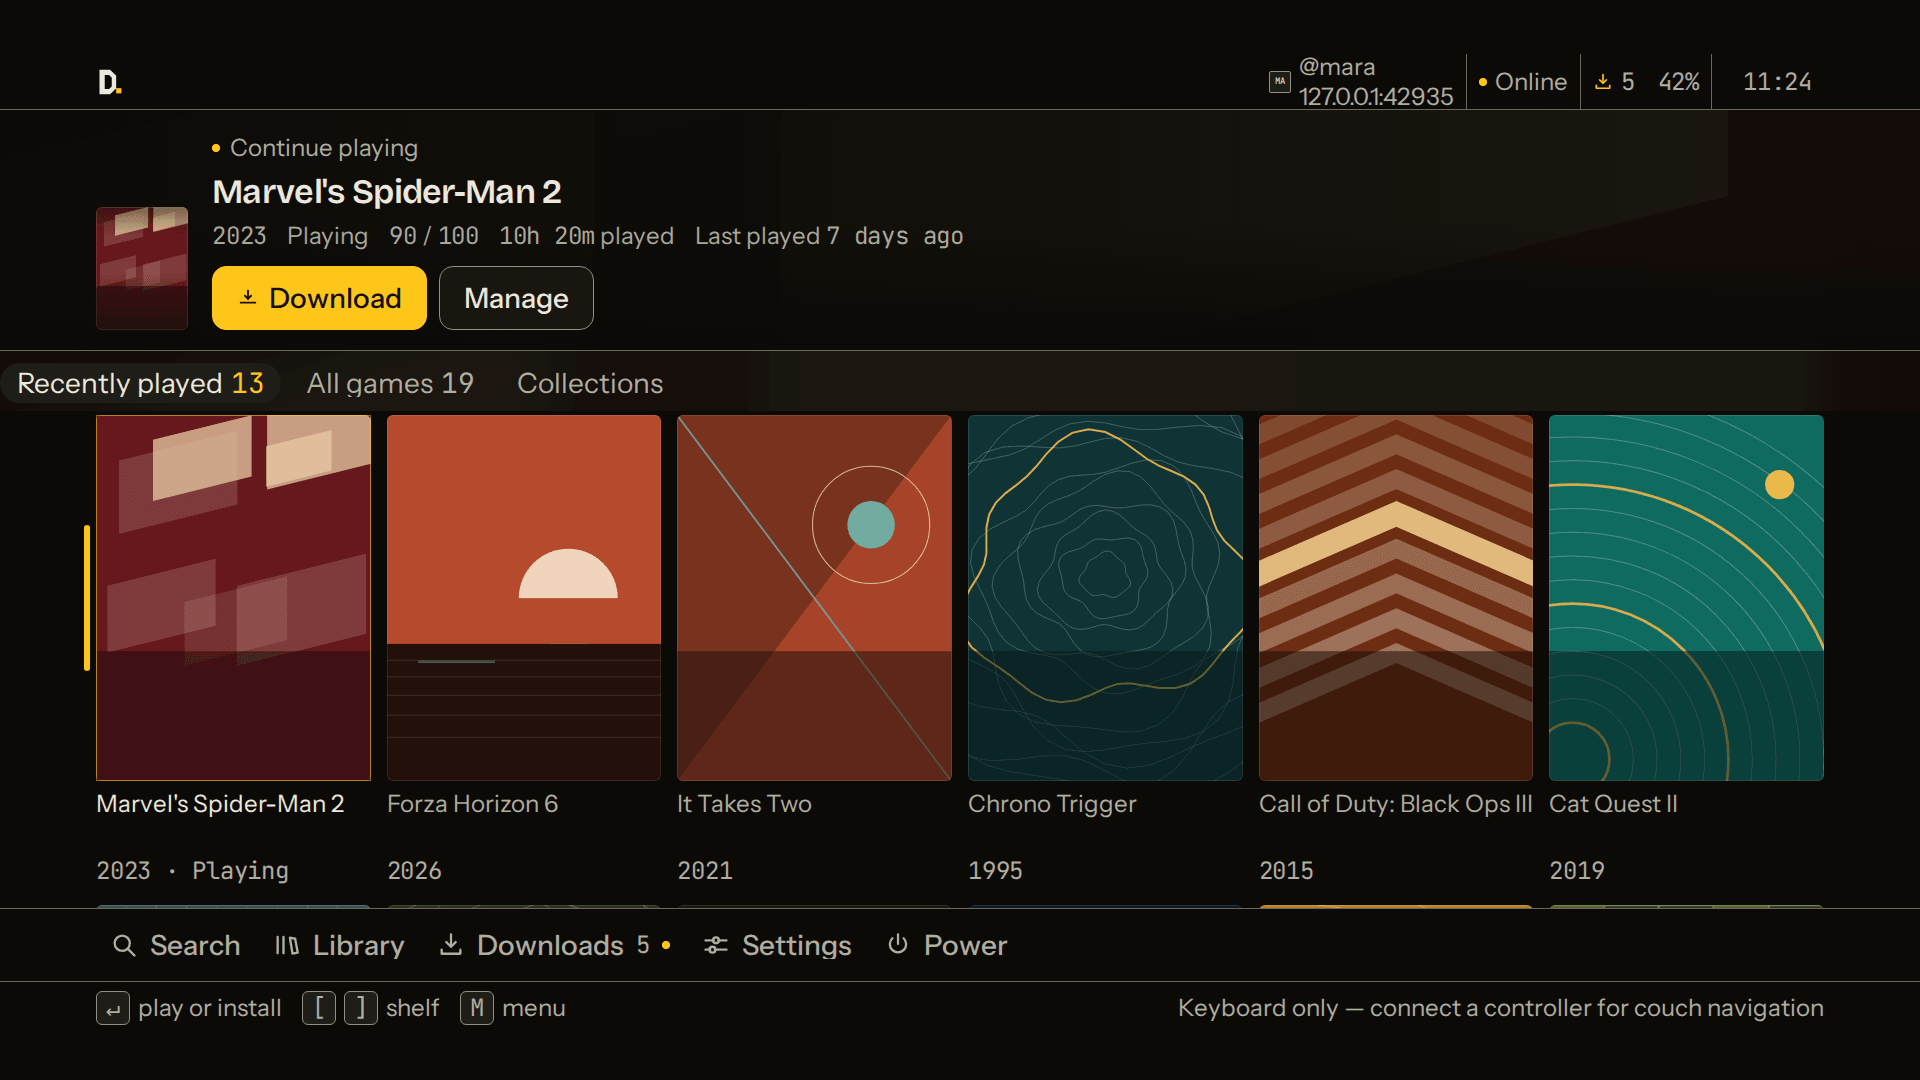 D.
MA @mara
127.0.0.1:42935
Online
5 42%
11:24
Continue playing
Marvel's Spider-Man 2
2023 Playing 90 / 100 10h 20m played Last played 7 days ago
Download Manage
Recently played 13 All games 19 Collections
Marvel's Spider-Man 2 Forza Horizon 6 It Takes Two Chrono Trigger Call of Duty: Black Ops III Cat Quest II
2023 · Playing 2026 2021 1995 2015 2019
Search Library Downloads 5 Settings Power
↵ play or install [ ] shelf M menu
Keyboard only — connect a controller for couch navigation